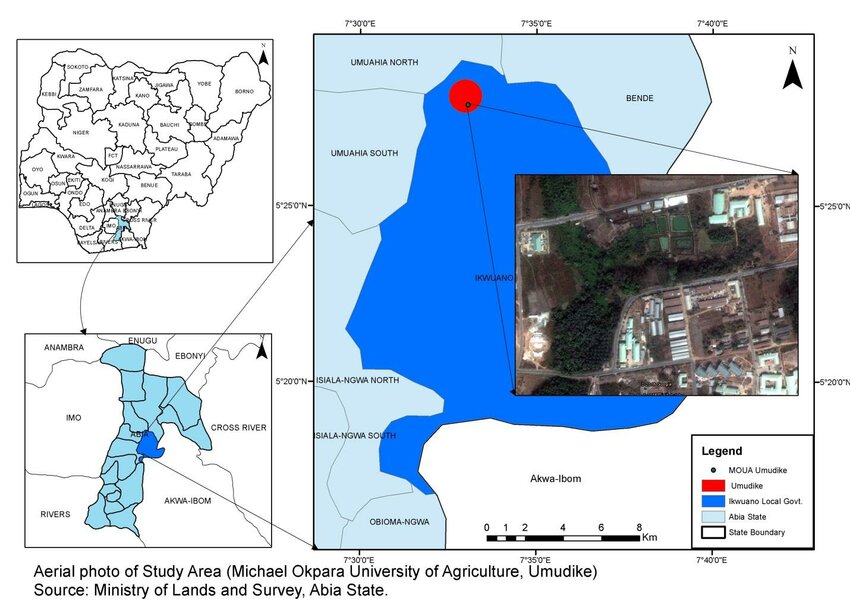 N
SOKOTO
KATSINA
JIGAWA
YOBE
BORNO
KEBBI
ZAMFARA
KANO
KADUNA
BAUCHI
GOMBE
ADAMAWA
NIGER
PLATEAU
FCT
NASSARRAWA
KWARA
OYO
EKITI
KOGI
BENUE
TARABA
OGUN
OSUN
ONDO
EDO
LAGOS
ENUGU
ANAMBRA EBONYI
CROSS RIVER
DELTA
IMO
BAYELSA
RIVERS
AKWA-IBOM
N
ANAMBRA
ENUGU
EBONYI
IMO
ABIA
CROSS RIVER
RIVERS
AKWA-IBOM
7°30'0"E
7°35'0"E
7°40'0"E
N
UMUAHIA NORTH
BENDE
UMUAHIA SOUTH
5°25'0"N
5°25'0"N
IKWUANO
5°20'0"N
5°20'0"N
ISIALA-NGWA NORTH
ISIALA-NGWA SOUTH
OBIOMA-NGWA
Akwa-Ibom
Legend
MOUA Umudike
Umudike
Ikwuano Local Govt.
Abia State
State Boundary
0 1 2 4 6 8
Km
7°30'0"E
7°35'0"E
7°40'0"E
Aerial photo of Study Area (Michael Okpara University of Agriculture, Umudike)
Source: Ministry of Lands and Survey, Abia State.